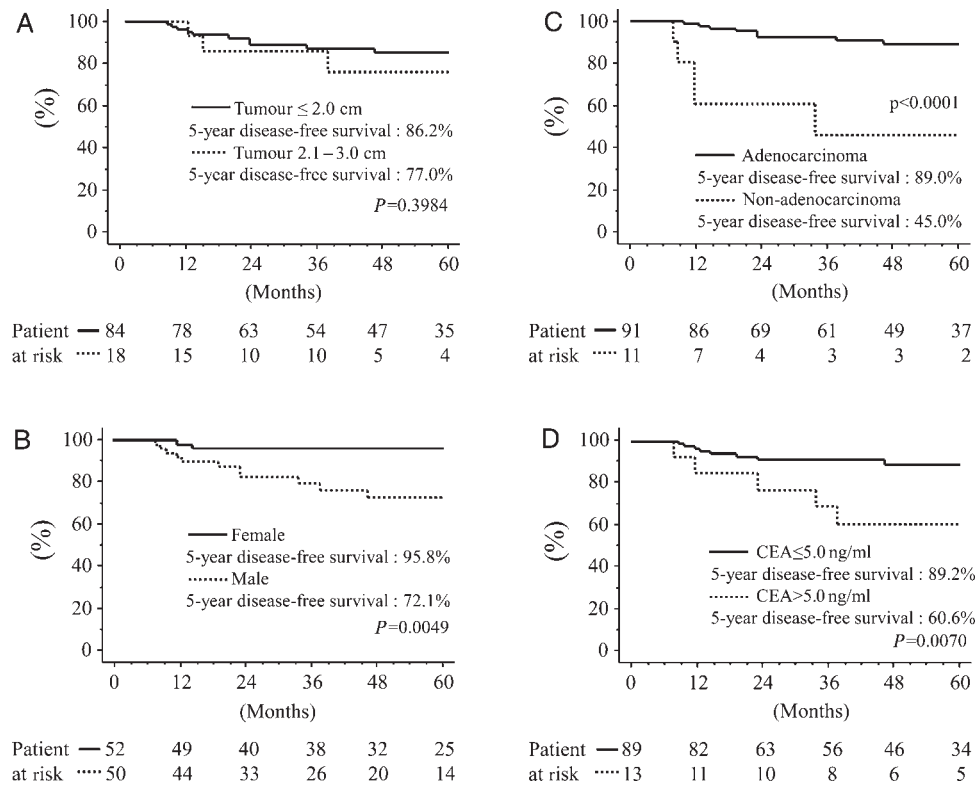 A
100
80
60
40
20
0
(%)
Tumour ≤ 2.0 cm
5-year disease-free survival : 86.2%
Tumour 2.1–3.0 cm
5-year disease-free survival : 77.0%
P=0.3984
0 12 24 36 48 60
(Months)
Patient 84 78 63 54 47 35
at risk 18 15 10 10 5 4
C
100
80
60
40
20
0
(%)
p<0.0001
Adenocarcinoma
5-year disease-free survival : 89.0%
Non-adenocarcinoma
5-year disease-free survival : 45.0%
0 12 24 36 48 60
(Months)
Patient 91 86 69 61 49 37
at risk 11 7 4 3 3 2
B
100
80
60
40
20
0
(%)
Female
5-year disease-free survival : 95.8%
Male
5-year disease-free survival : 72.1%
P=0.0049
0 12 24 36 48 60
(Months)
Patient 52 49 40 38 32 25
at risk 50 44 33 26 20 14
D
100
80
60
40
20
0
(%)
CEA≤5.0 ng/ml
5-year disease-free survival : 89.2%
CEA>5.0 ng/ml
5-year disease-free survival : 60.6%
P=0.0070
0 12 24 36 48 60
(Months)
Patient 89 82 63 56 46 34
at risk 13 11 10 8 6 5